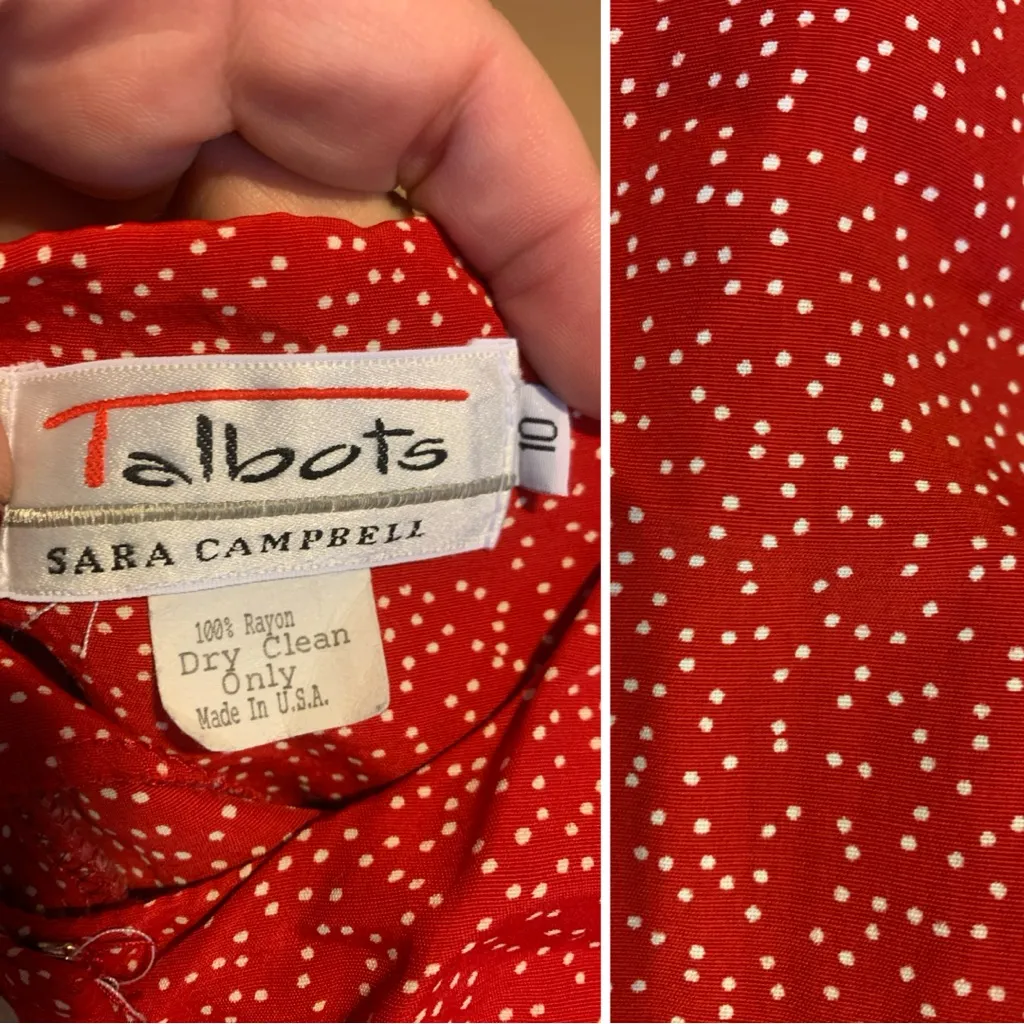 Talbots
10
SARA CAMPBELL
100% Rayon
Dry Clean
Only
Made In U.S.A.